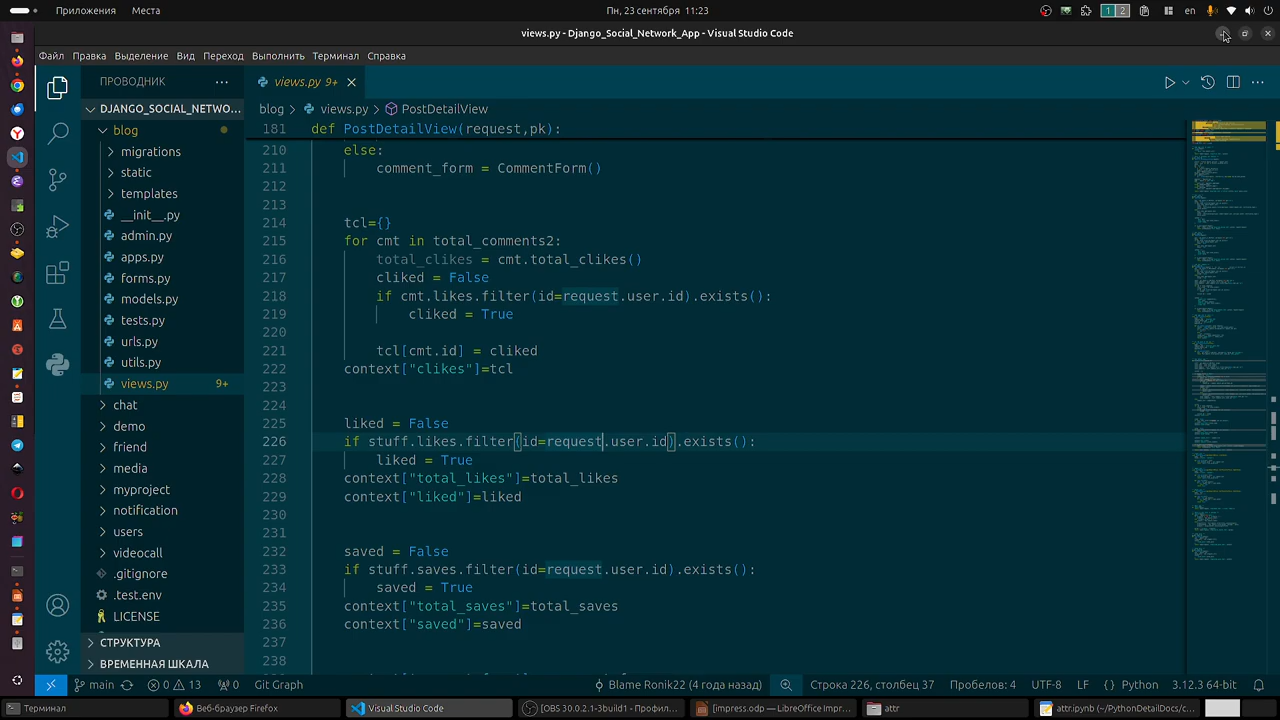 Приложения Места
Пн, 23 сентября 11:23
1 2 en
views.py - Django_Social_Network_App - Visual Studio Code
Файл Правка Выделение Вид Переход Выполнить Терминал Справка
ПРОВОДНИК
views.py 9+
DJANGO_SOCIAL_NETWO...
blog > views.py > PostDetailView
blog
migrations
static
templates
__init__.py
admin.py
apps.py
forms.py
models.py
tests.py
urls.py
utils.py
views.py 9+
chat
demo
friend
media
myproject
notification
users
videocall
.gitignore
.test.env
LICENSE
СТРУКТУРА
ВРЕМЕННАЯ ШКАЛА
181 def PostDetailView(request,pk):
210 else:
211 comment_form = CommentForm()
212
213
214 tcl={}
215 for cmt in total_comments2:
216 total_clikes = cmt.total_clikes()
217 cliked = False
218 if cmt.likes.filter(id=request.user.id).exists():
219 cliked = True
220
221 tcl[cmt.id] = cliked
222 context["clikes"]=tcl
223
224
225 liked = False
226 if stuff.likes.filter(id=request.user.id).exists():
227 liked = True
228 context["total_likes"]=total_likes
229 context["liked"]=liked
230
231
232 saved = False
233 if stuff.saves.filter(id=request.user.id).exists():
234 saved = True
235 context["total_saves"]=total_saves
236 context["saved"]=saved
237
238
main 0 13 0 Git Graph Blame Ronik22 (4 года назад) Строка 226, столбец 37 Пробелов: 4 UTF-8 LF {} Python 3.12.3 64-bit
Терминал Веб-браузер Firefox VisualStudio Code [OBS 30.0.2.1-3build1 - Профил... [impress.odp — LibreOffice Impr... attr attri.ipynb (~/PythonDetailDocs/c...